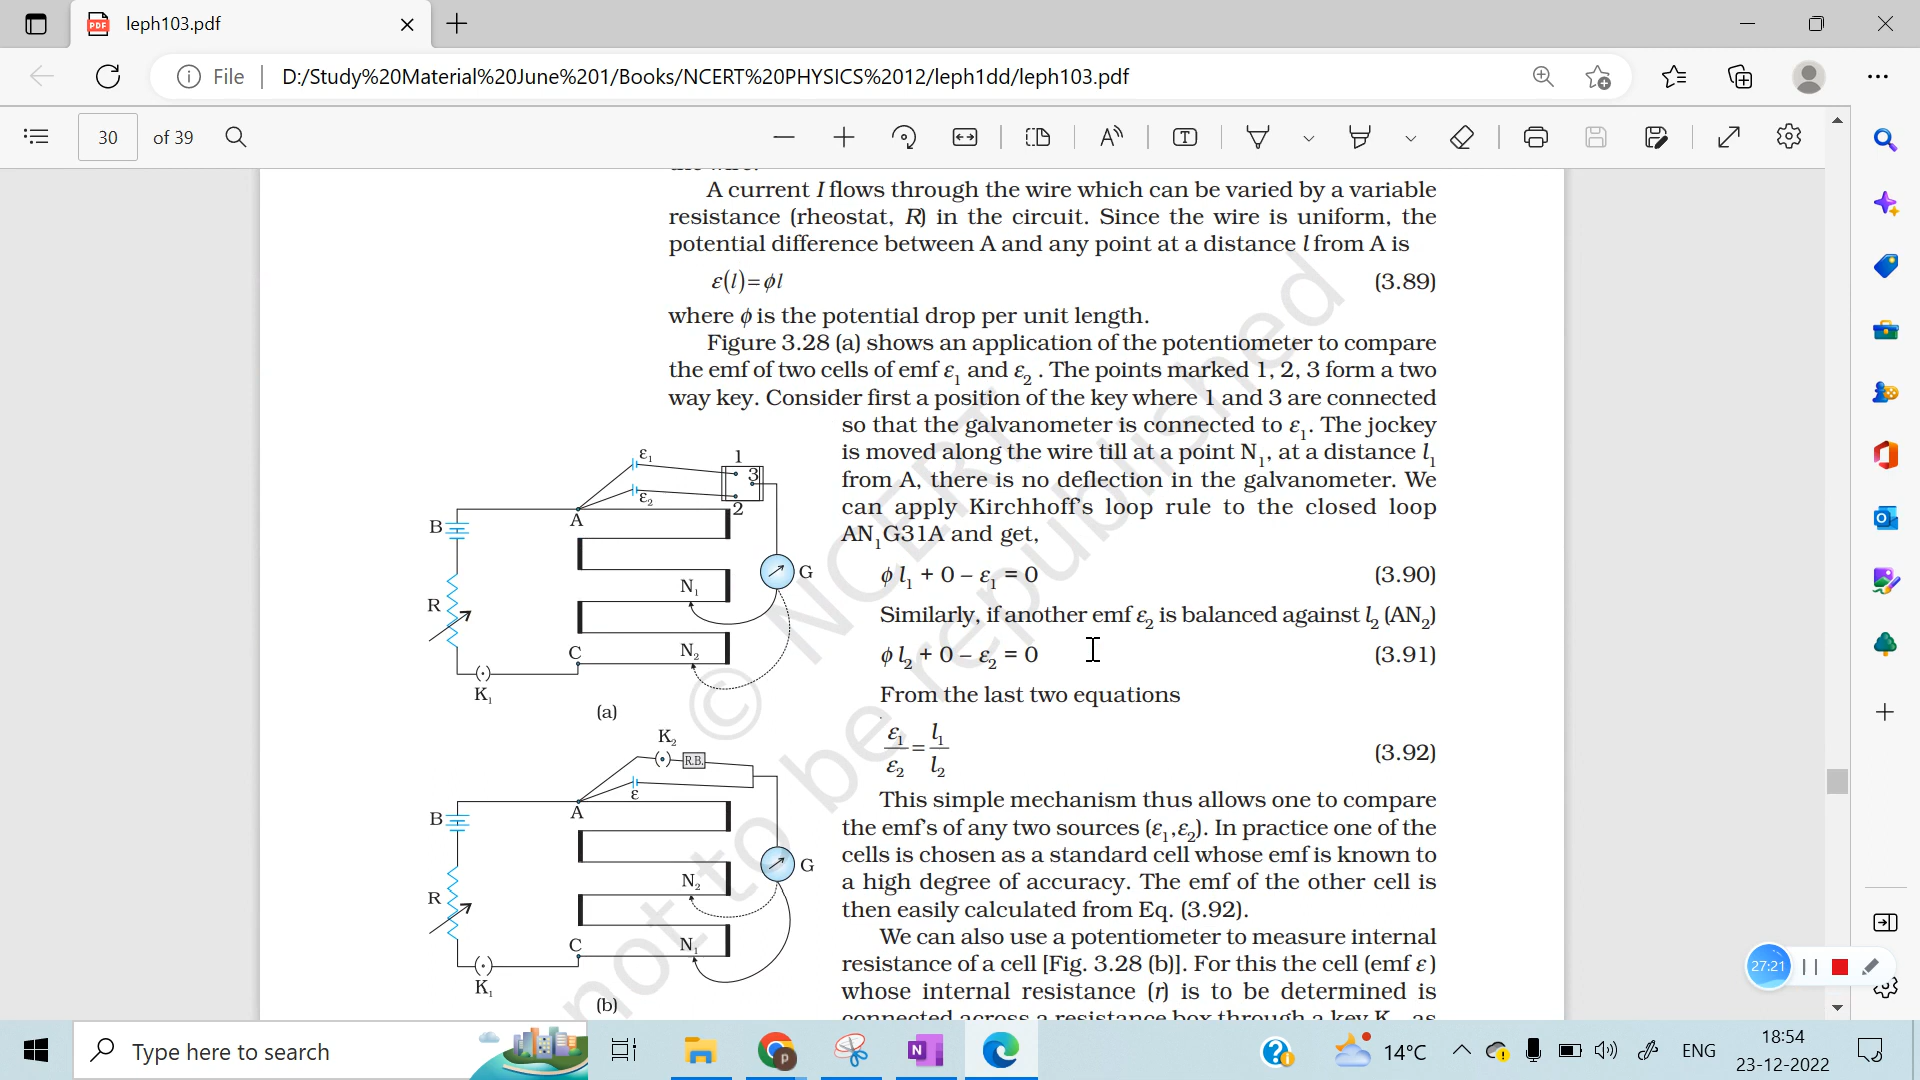 leph103.pdf
File
D:/Study%20Material%20June%201/Books/NCERT%20PHYSICS%2012/leph1dd/leph103.pdf
30 of 39
A current I flows through the wire which can be varied by a variable
resistance (rheostat, R) in the circuit. Since the wire is uniform, the
potential difference between A and any point at a distance l from A is
ε(l)=ϕl (3.89)
where ϕ is the potential drop per unit length.
Figure 3.28 (a) shows an application of the potentiometer to compare
the emf of two cells of emf ε₁ and ε₂ . The points marked 1, 2, 3 form a two
way key. Consider first a position of the key where 1 and 3 are connected
so that the galvanometer is connected to ε₁. The jockey
is moved along the wire till at a point N₁, at a distance l₁
from A, there is no deflection in the galvanometer. We
can apply Kirchhoff's loop rule to the closed loop
AN₁G31A and get,
ϕ l₁ + 0 – ε₁ = 0 (3.90)
Similarly, if another emf ε₂ is balanced against l₂ (AN₂)
ϕ l₂ + 0 – ε₂ = 0 (3.91)
From the last two equations
ε₁/ε₂ = l₁/l₂ (3.92)
This simple mechanism thus allows one to compare
the emf's of any two sources (ε₁,ε₂). In practice one of the
cells is chosen as a standard cell whose emf is known to
a high degree of accuracy. The emf of the other cell is
then easily calculated from Eq. (3.92).
We can also use a potentiometer to measure internal
resistance of a cell [Fig. 3.28 (b)]. For this the cell (emf ε)
whose internal resistance (r) is to be determined is
connected across a resistance box through a key K₂, as
ε₁
1
3
ε₂
2
A
B
G
N₁
R
C
N₂
K₁
(a)
K₂
R.B.
ε
A
B
G
N₂
R
C
N₁
K₁
(b)
© NCERT
not to be republished
27:21
Type here to search
14°C
ENG
18:54
23-12-2022